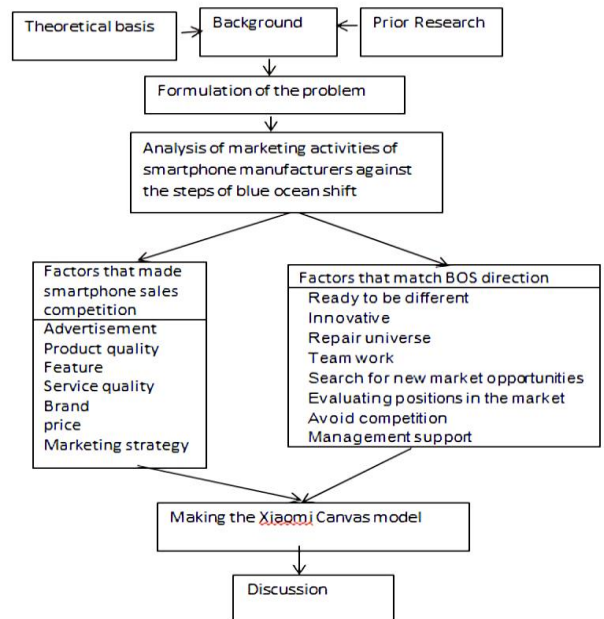 Theoretical basis
Background
Prior Research
Formulation of the problem
Analysis of marketing activities of
smartphone manufacturers against
the steps of blue ocean shift
Factors that made
smartphone sales
competition
Advertisement
Product quality
Feature
Service quality
Brand
price
Marketing strategy
Factors that match BOS direction
Ready to be different
Innovative
Repair universe
Team work
Search for new market opportunities
Evaluating positions in the market
Avoid competition
Management support
Making the Xiaomi Canvas model
Discussion